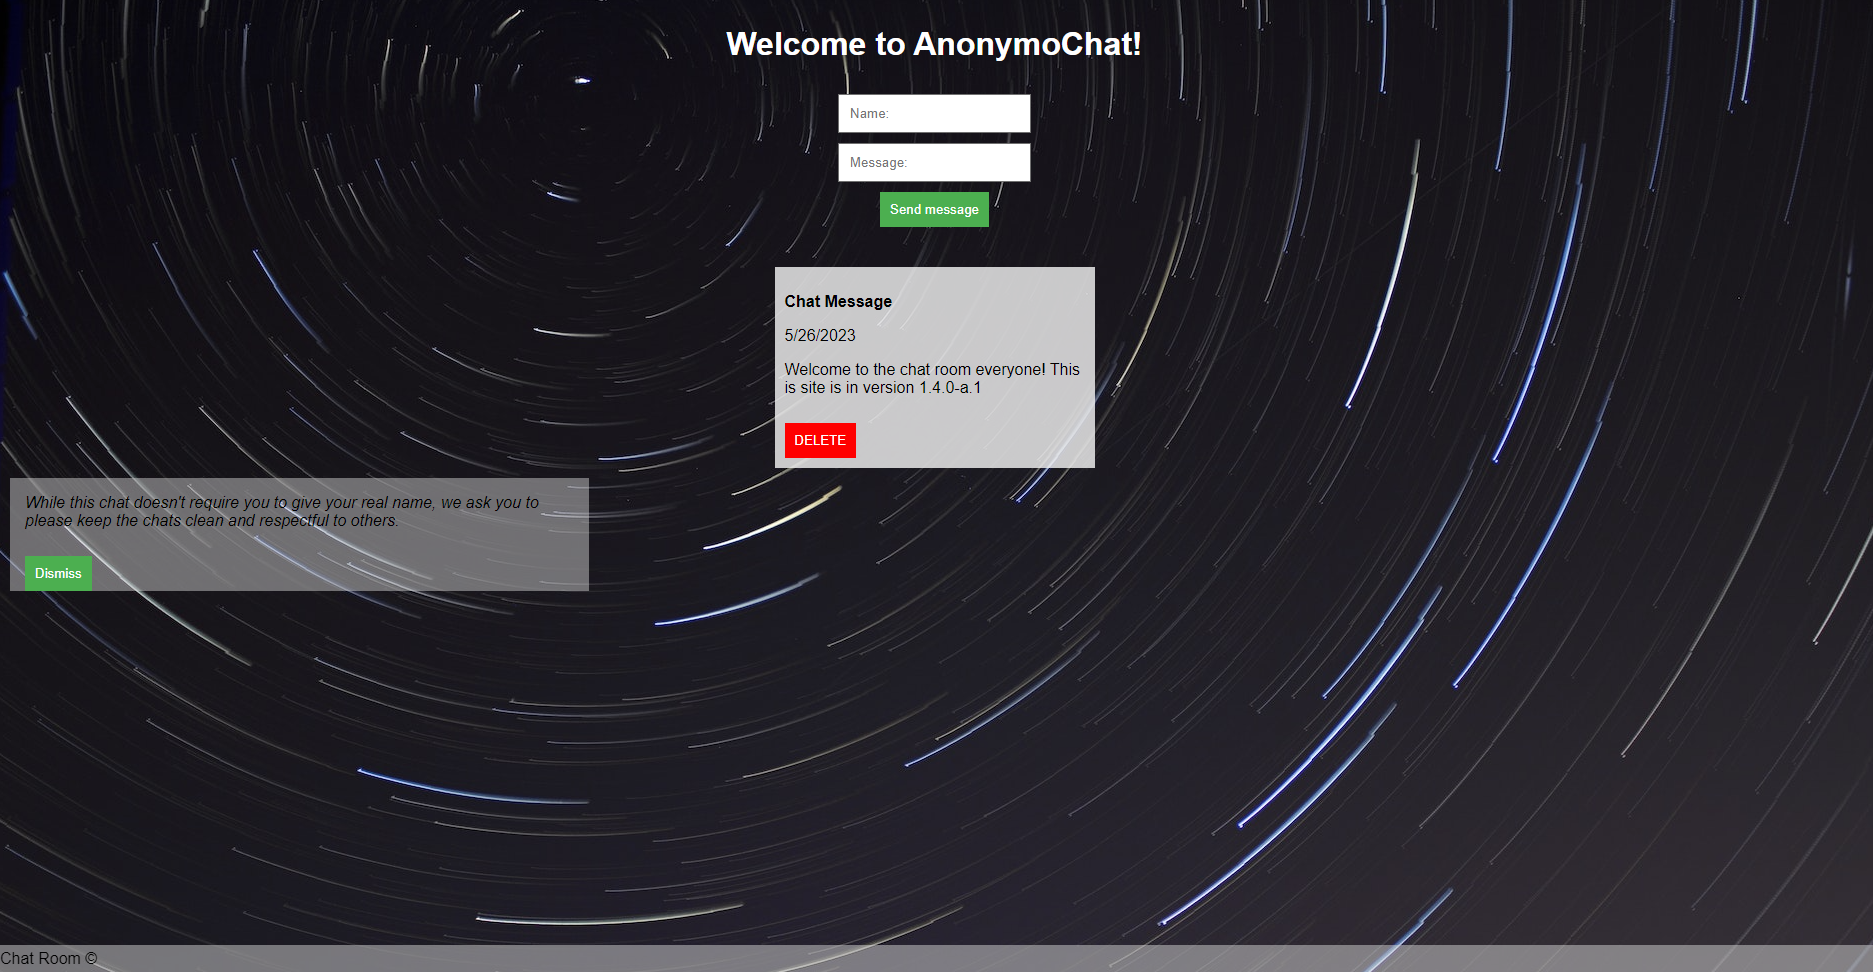 Welcome to AnonymoChat!
Name:
Message:
Send message
Chat Message
5/26/2023
Welcome to the chat room everyone! This
is site is in version 1.4.0-a.1
DELETE
While this chat doesn't require you to give your real name, we ask you to
please keep the chats clean and respectful to others.
Dismiss
Chat Room ©